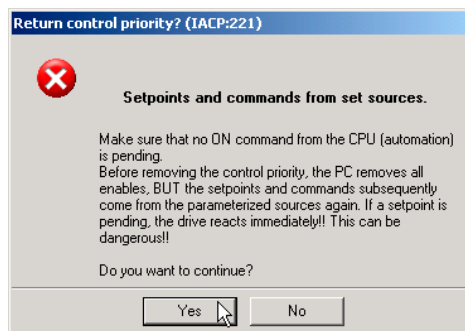 Return control priority? (IACP:221)
Setpoints and commands from set sources.
Make sure that no ON command from the CPU (automation)
is pending.
Before removing the control priority, the PC removes all
enables, BUT the setpoints and commands subsequently
come from the parameterized sources again. If a setpoint is
pending, the drive reacts immediately!! This can be
dangerous!!
Do you want to continue?
Yes
No